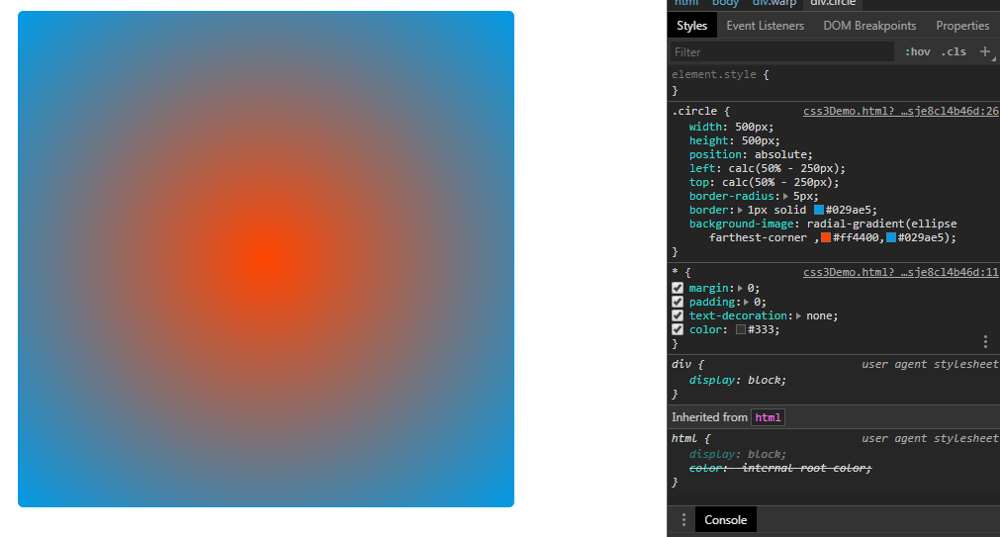 html body div.warp div.circle
Styles Event Listeners DOM Breakpoints Properties
Filter :hov .cls +
element.style {
}
.circle { css3Demo.html? …sje8cl4b46d:26
width: 500px;
height: 500px;
position: absolute;
left: calc(50% - 250px);
top: calc(50% - 250px);
border-radius: 5px;
border: 1px solid #029ae5;
background-image: radial-gradient(ellipse
farthest-corner ,#ff4400,#029ae5);
}
* { css3Demo.html? …sje8cl4b46d:11
margin: 0;
padding: 0;
text-decoration: none;
color: #333;
}
div { user agent stylesheet
display: block;
}
Inherited from html
html { user agent stylesheet
display: block;
color: -internal-root-color;
}
Console